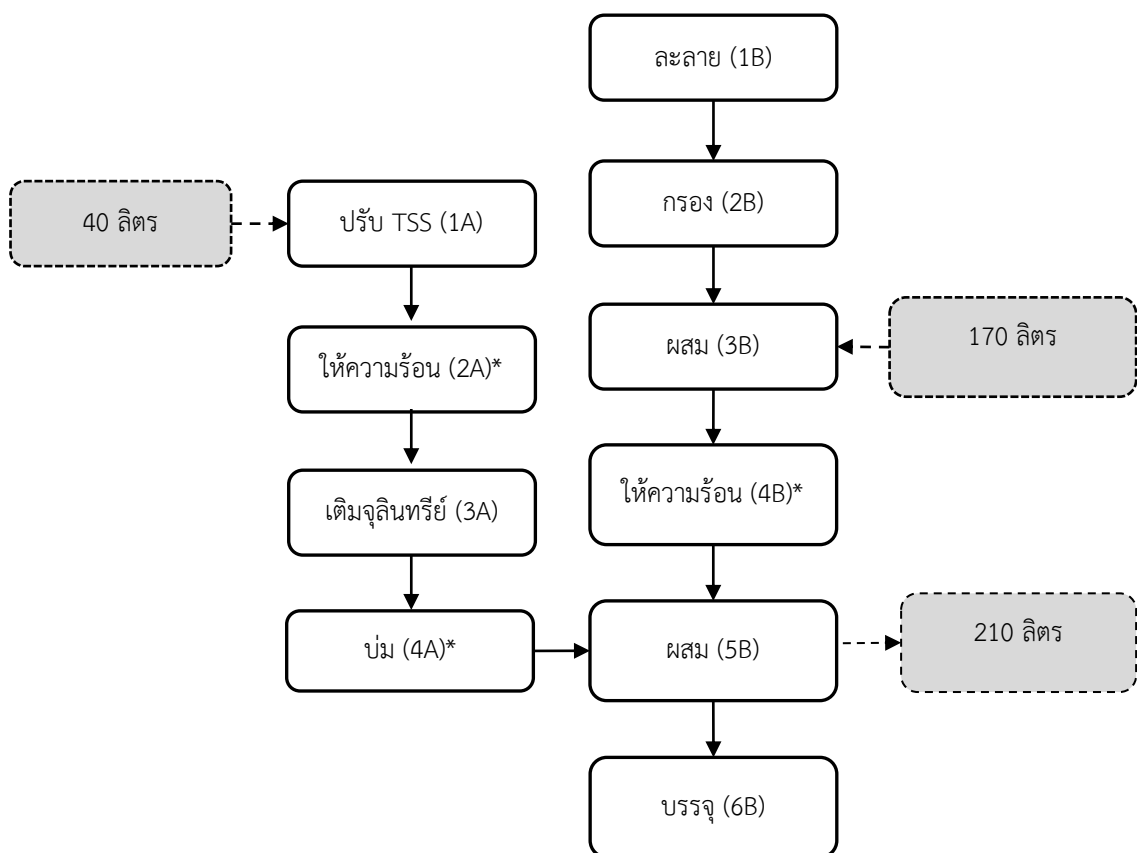 ละลาย (1B)
กรอง (2B)
40 ลิตร
ปรับ TSS (1A)
ให้ความร้อน (2A)*
ผสม (3B)
170 ลิตร
เติมจุลินทรีย์ (3A)
ให้ความร้อน (4B)*
บ่ม (4A)*
ผสม (5B)
210 ลิตร
บรรจุ (6B)